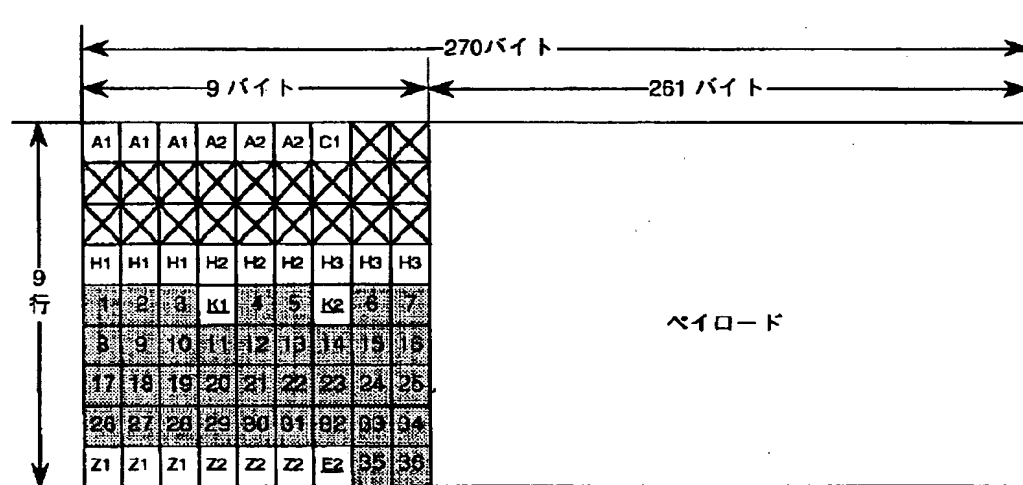 270バイト
9 バイト 261 バイト
A1 A1 A1 A2 A2 A2 C1
H1 H1 H1 H2 H2 H2 H3 H3 H3
9
行
1 2 3 K1 4 5 K2 6 7
ペイロード
8 9 10 11 12 13 14 15 16
17 18 19 20 21 22 23 24 25
26 27 28 29 30 31 32 33 34
Z1 Z1 Z1 Z2 Z2 Z2 E2 35 36